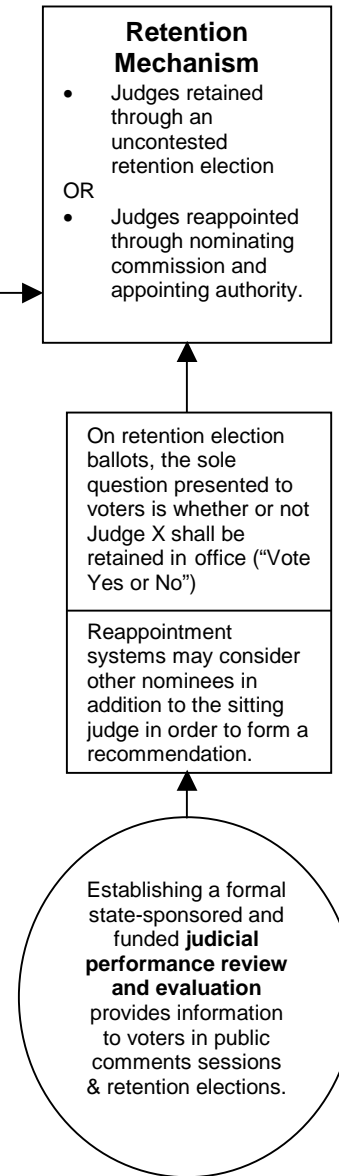 Retention
Mechanism
• Judges retained
through an
uncontested
retention election
OR
• Judges reappointed
through nominating
commission and
appointing authority.
On retention election
ballots, the sole
question presented to
voters is whether or not
Judge X shall be
retained in office (“Vote
Yes or No”)
Reappointment
systems may consider
other nominees in
addition to the sitting
judge in order to form a
recommendation.
Establishing a formal
state-sponsored and
funded judicial
performance review
and evaluation
provides information
to voters in public
comments sessions
& retention elections.